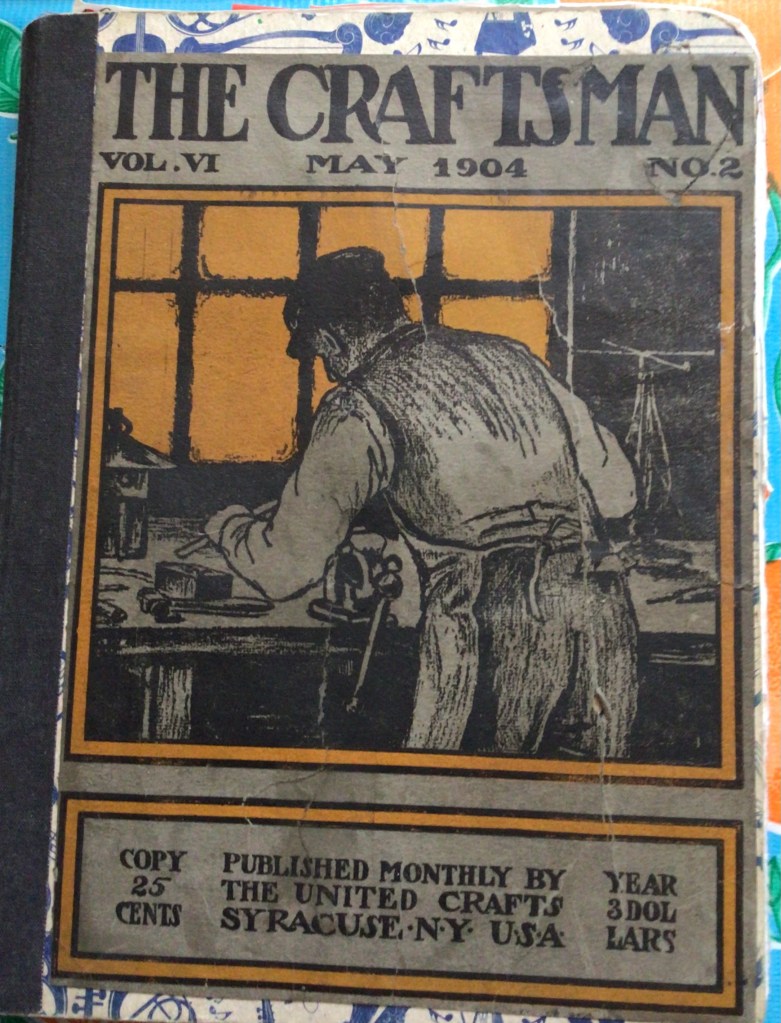 THE CRAFTSMAN
VOL.VI MAY 1904 NO.2
COPY
25
CENTS
PUBLISHED MONTHLY BY
THE UNITED CRAFTS
SYRACUSE·N·Y· U·S·A·
YEAR
3 DOL
LARS